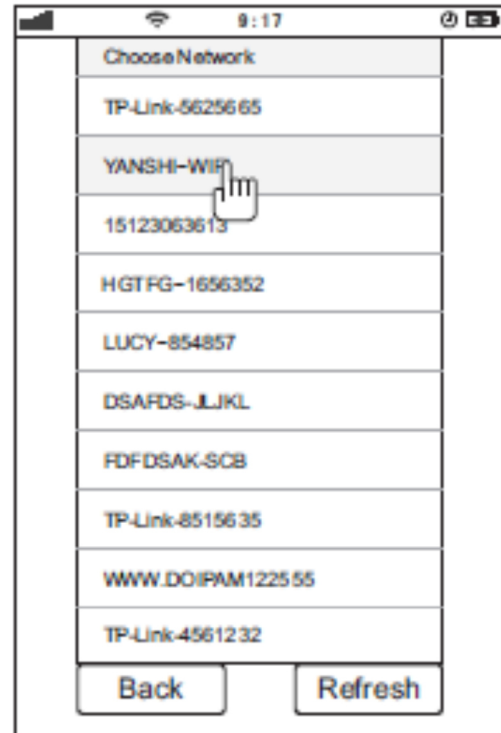 9:17
Choose Network
TP-Link-5625665
YANSHI-WIFI
15123063613
HGTFG-1656352
LUCY-854857
DSAFDS-JLJKL
FDFDSAK-SCB
TP-Link-8515635
WWW.DOIPAM122555
TP-Link-4561232
Back Refresh